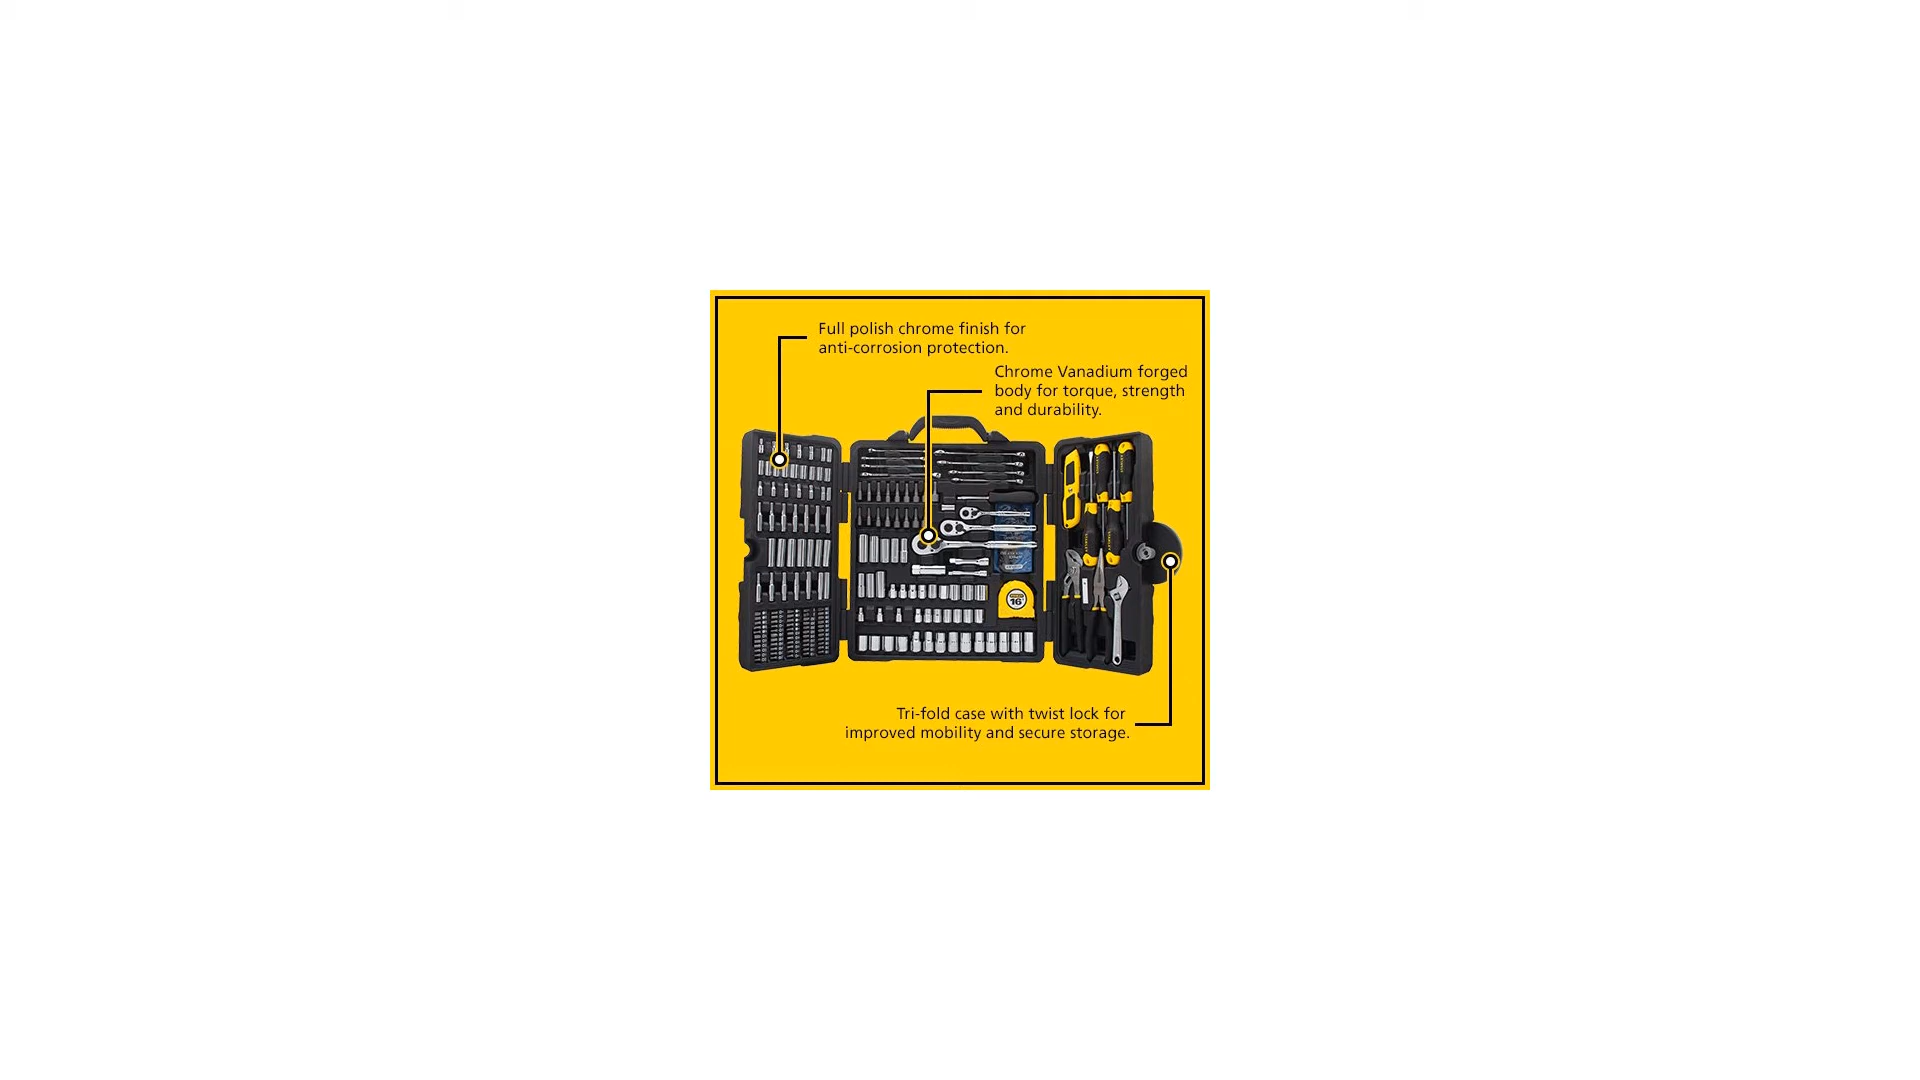 Full polish chrome finish for
anti-corrosion protection.
Chrome Vanadium forged
body for torque, strength
and durability.
16'
Tri-fold case with twist lock for
improved mobility and secure storage.